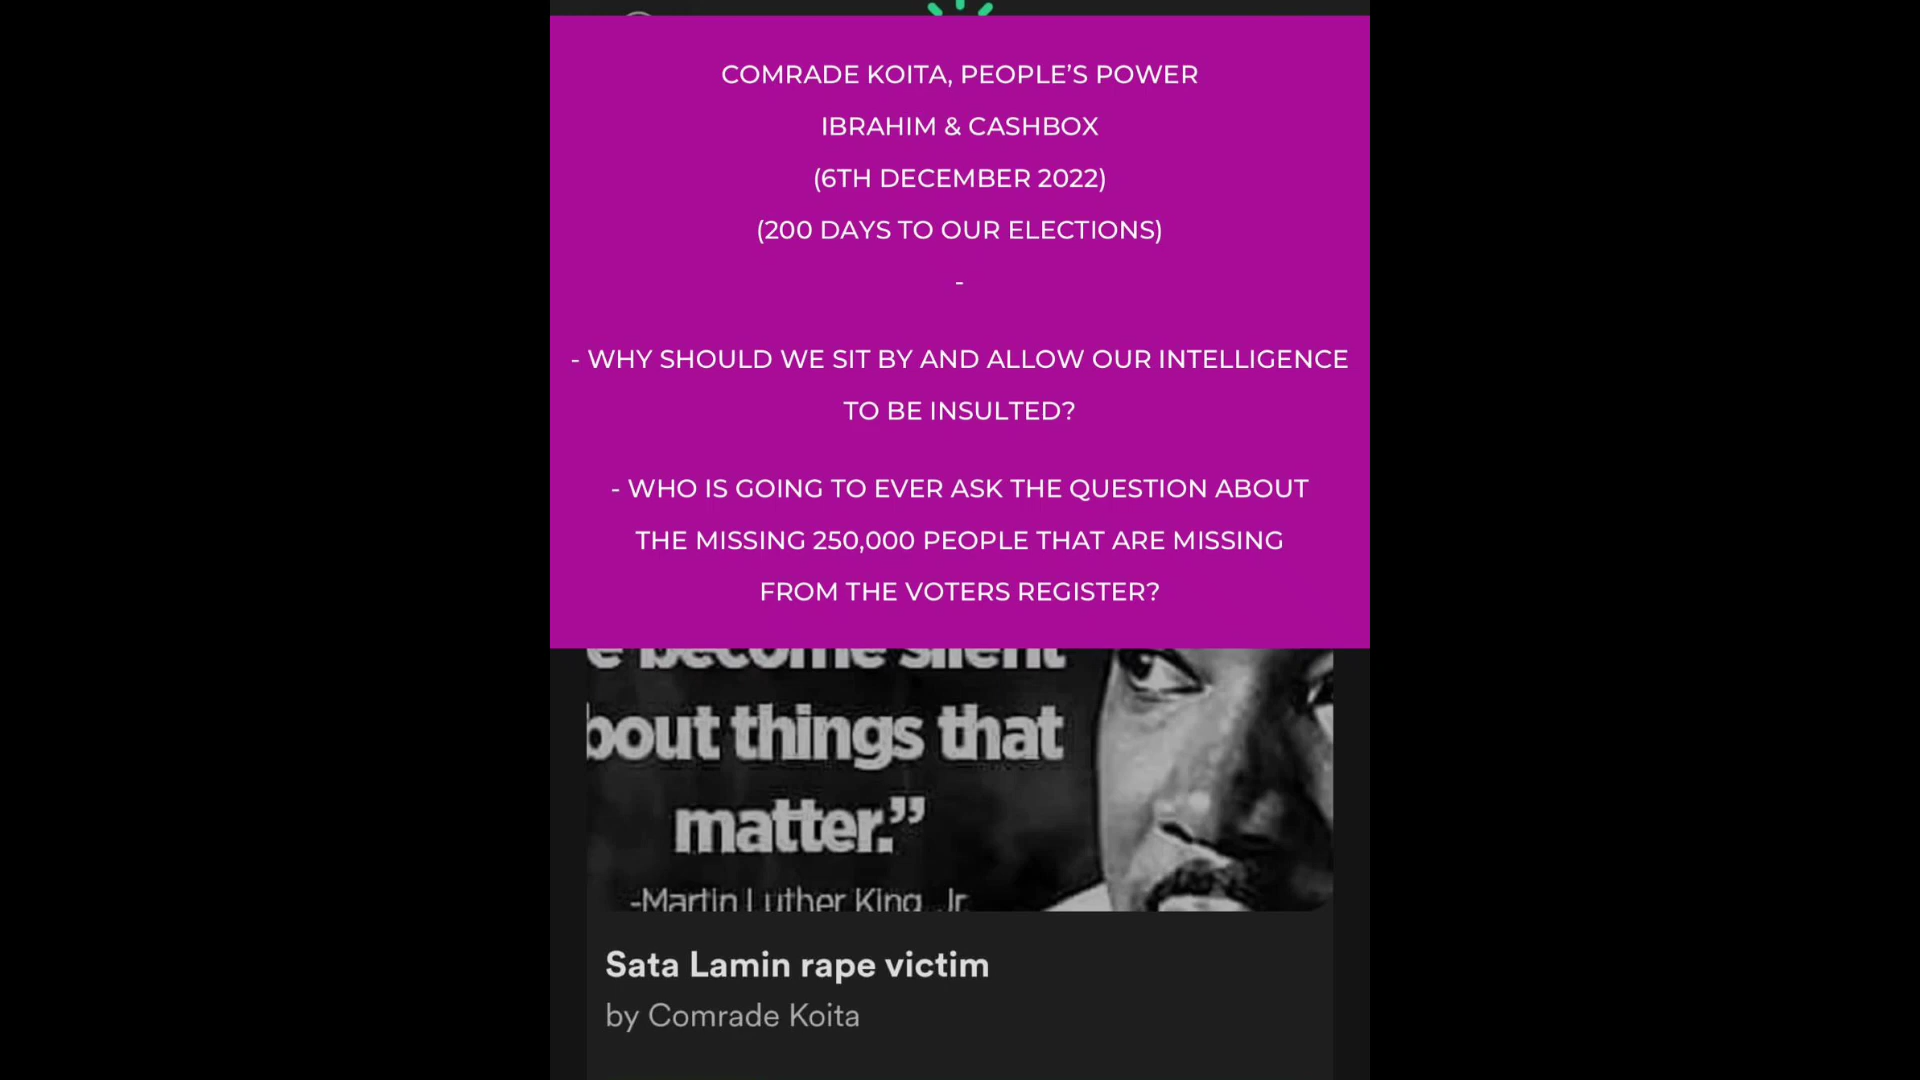 COMRADE KOITA, PEOPLE’S POWER
IBRAHIM & CASHBOX
(6TH DECEMBER 2022)
(200 DAYS TO OUR ELECTIONS)
-
- WHY SHOULD WE SIT BY AND ALLOW OUR INTELLIGENCE
TO BE INSULTED?
- WHO IS GOING TO EVER ASK THE QUESTION ABOUT
THE MISSING 250,000 PEOPLE THAT ARE MISSING
FROM THE VOTERS REGISTER?
become silent
bout things that
matter.”
-Martin Luther King, Jr
Sata Lamin rape victim
by Comrade Koita